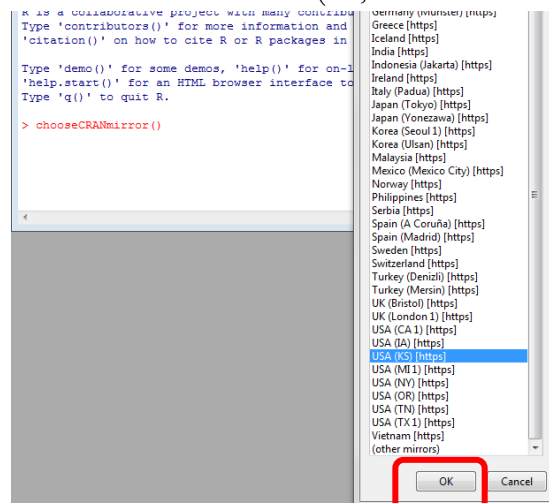 R is a collaborative project with many contribu
Type 'contributors()' for more information and
'citation()' on how to cite R or R packages in
Type 'demo()' for some demos, 'help()' for on-l
'help.start()' for an HTML browser interface to
Type 'q()' to quit R.
> chooseCRANmirror()
Germany (Münster) [https]
Greece [https]
Iceland [https]
India [https]
Indonesia (Jakarta) [https]
Ireland [https]
Italy (Padua) [https]
Japan (Tokyo) [https]
Japan (Yonezawa) [https]
Korea (Seoul 1) [https]
Korea (Ulsan) [https]
Malaysia [https]
Mexico (Mexico City) [https]
Norway [https]
Philippines [https]
Serbia [https]
Spain (A Coruña) [https]
Spain (Madrid) [https]
Sweden [https]
Switzerland [https]
Turkey (Denizli) [https]
Turkey (Mersin) [https]
UK (Bristol) [https]
UK (London 1) [https]
USA (CA 1) [https]
USA (IA) [https]
USA (KS) [https]
USA (MI 1) [https]
USA (NY) [https]
USA (OR) [https]
USA (TN) [https]
USA (TX 1) [https]
Vietnam [https]
(other mirrors)
OK
Cancel